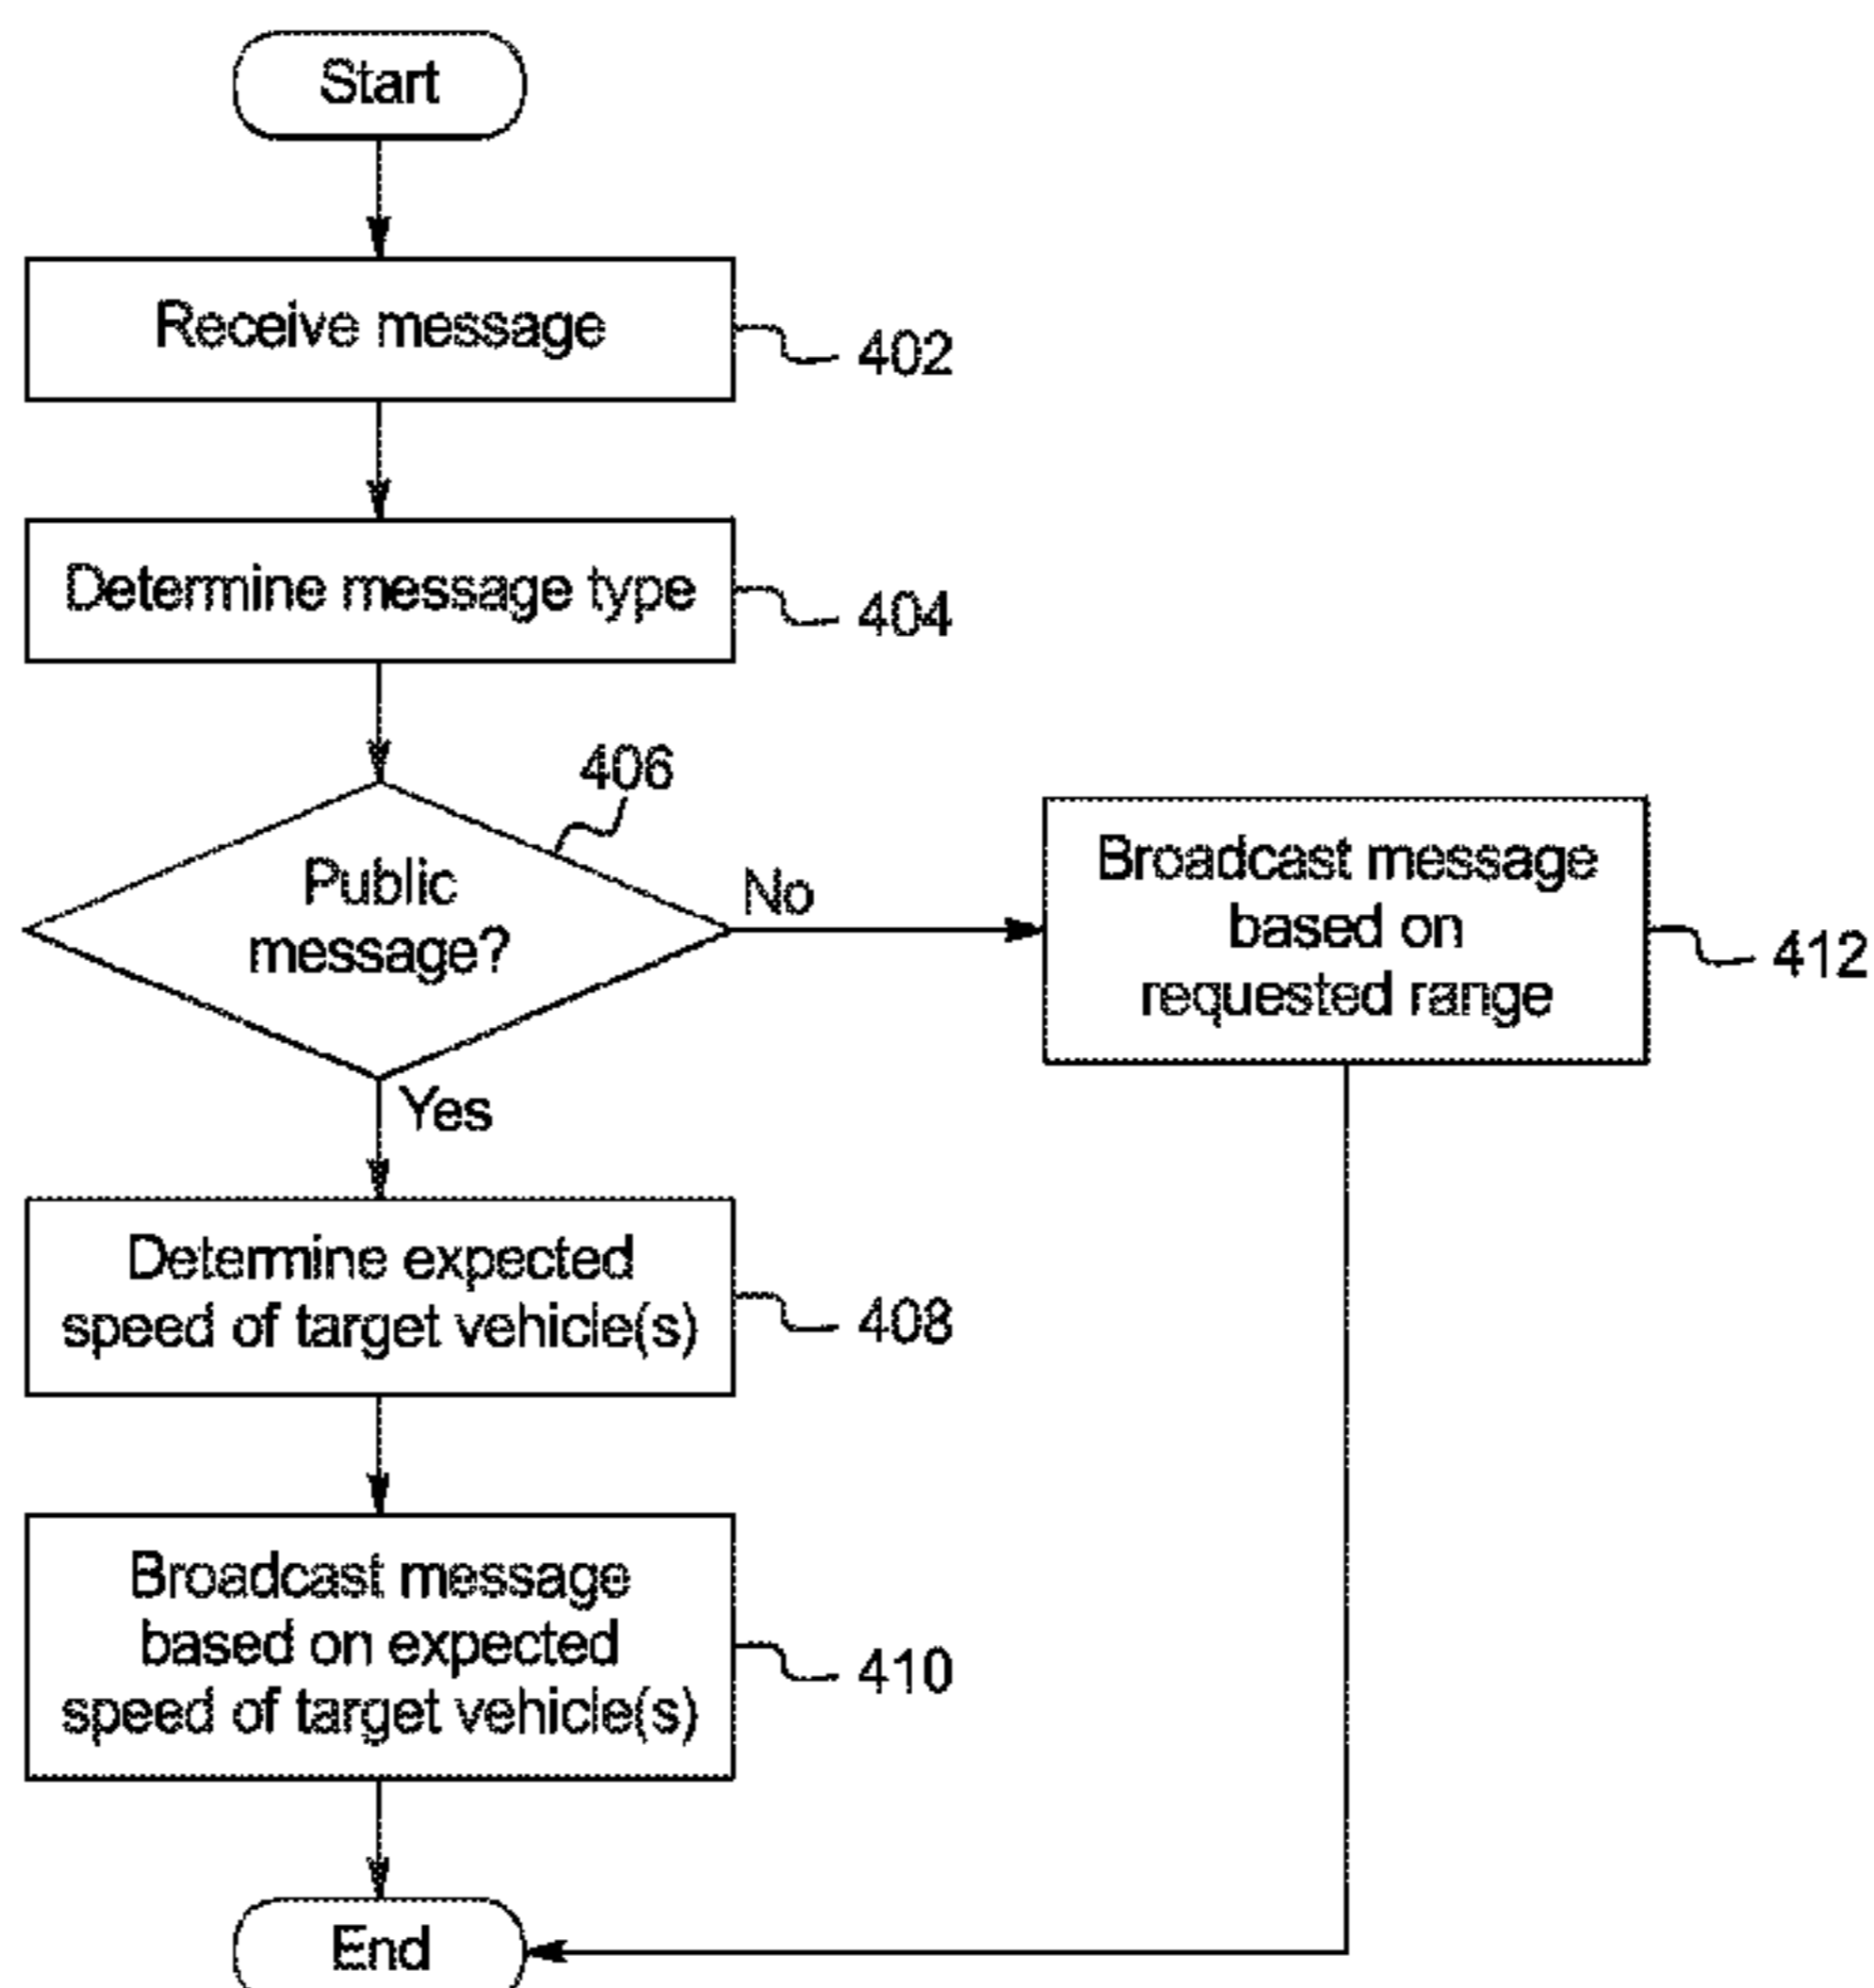 Start
Receive message
402
Determine message type
404
406
Public
message?
No
Broadcast message
based on
requested range
412
Yes
Determine expected
speed of target vehicle(s)
408
Broadcast message
based on expected
speed of target vehicle(s)
410
End